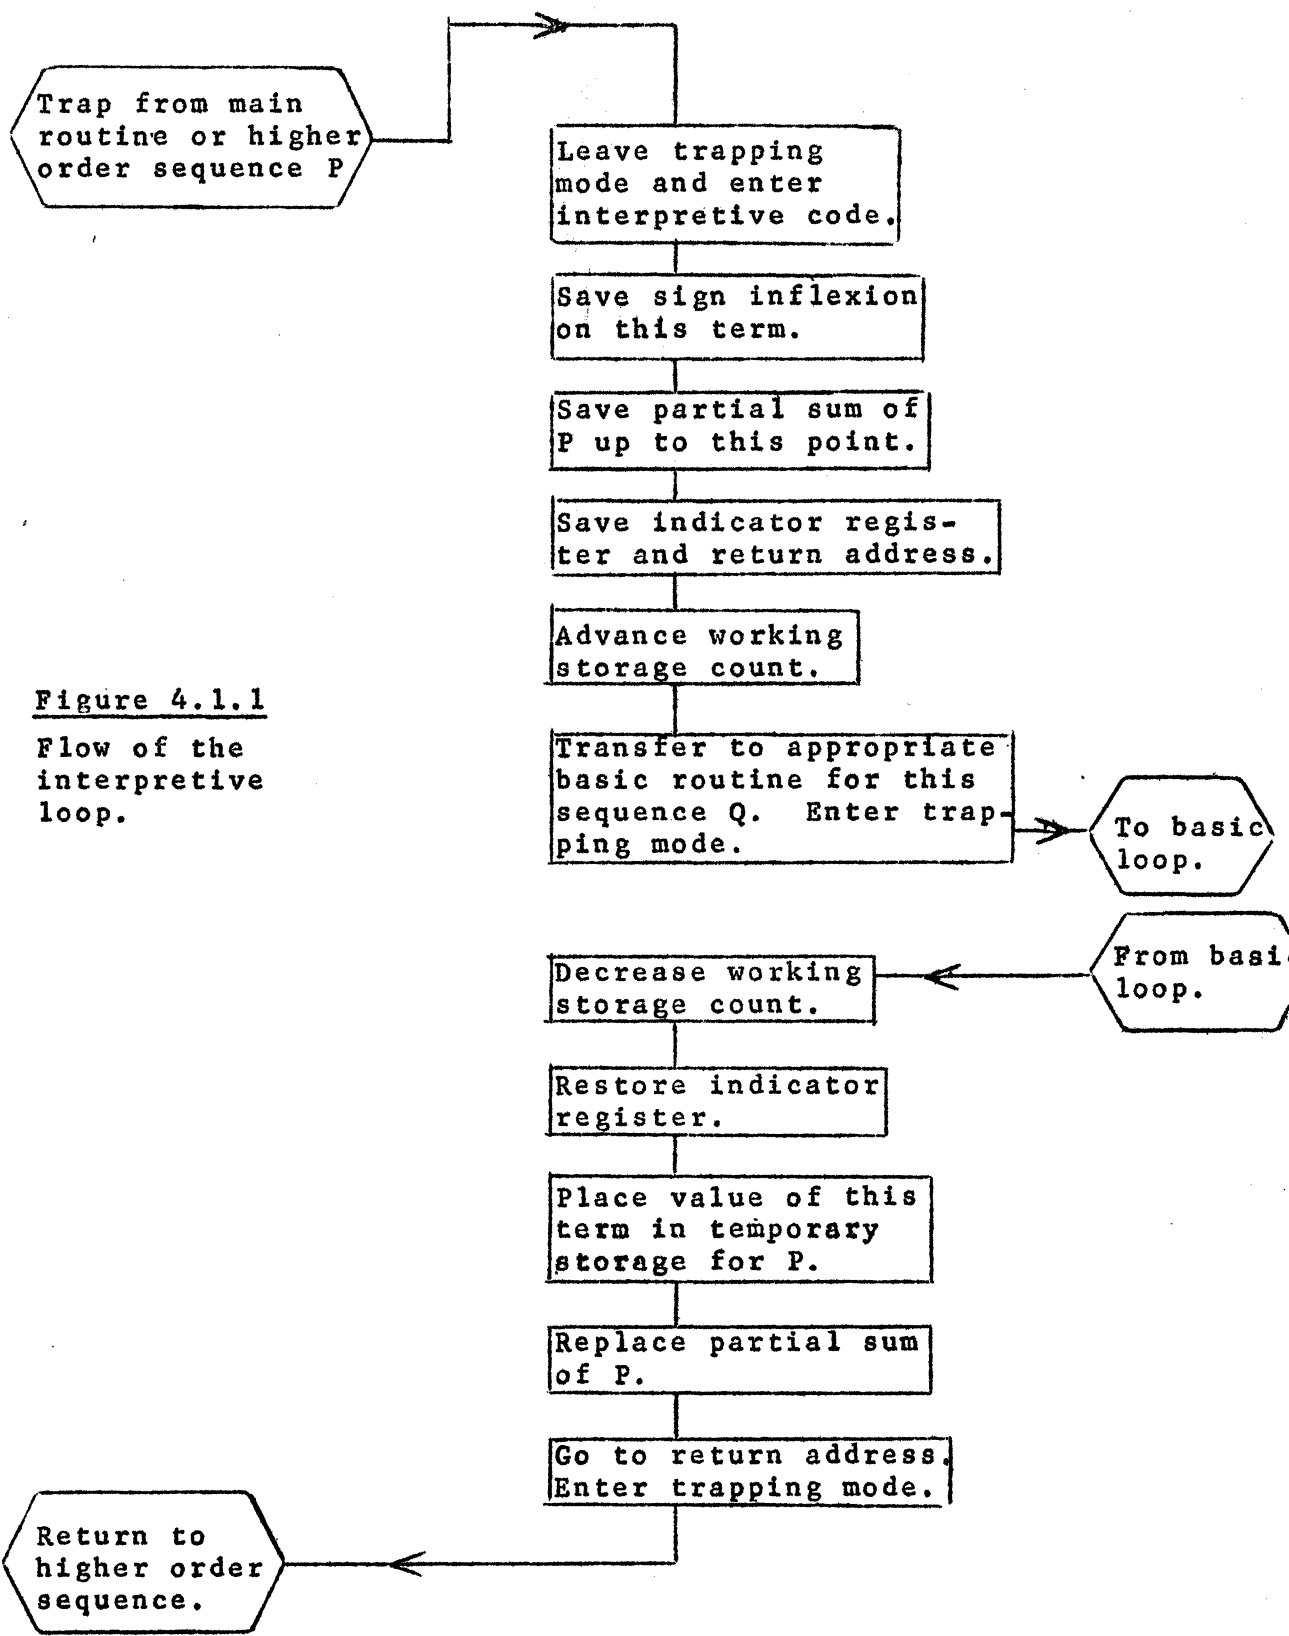 Trap from main
routine or higher
order sequence P
Leave trapping
mode and enter
interpretive code.
Save sign inflexion
on this term.
Save partial sum of
P up to this point.
Save indicator regis-
ter and return address.
Advance working
storage count.
Figure 4.1.1
Flow of the
interpretive
loop.
Transfer to appropriate
basic routine for this
sequence Q. Enter trap-
ping mode.
To basic
loop.
From basic
loop.
Decrease working
storage count.
Restore indicator
register.
Place value of this
term in temporary
storage for P.
Replace partial sum
of P.
Go to return address.
Enter trapping mode.
Return to
higher order
sequence.